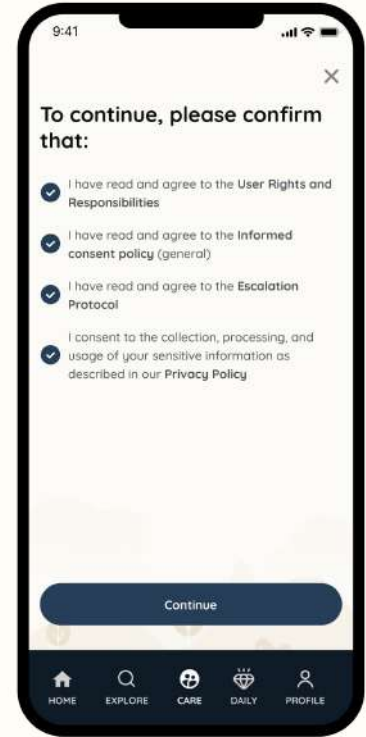 9:41
To continue, please confirm
that:
I have read and agree to the User Rights and
Responsibilities
I have read and agree to the Informed
consent policy (general)
I have read and agree to the Escalation
Protocol
I consent to the collection, processing, and
usage of your sensitive information as
described in our Privacy Policy
Continue
HOME EXPLORE CARE DAILY PROFILE